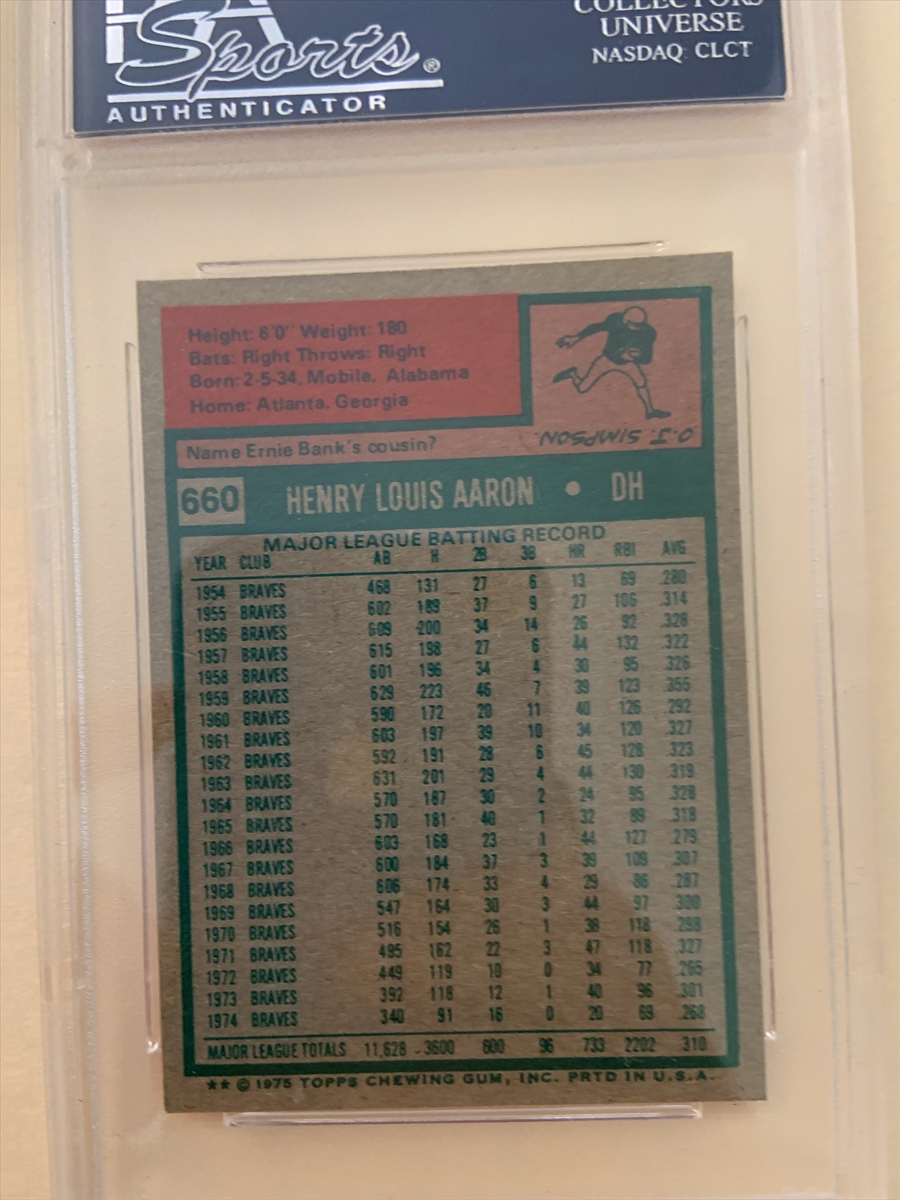 Sports®
AUTHENTICATOR
COLLECTORS
UNIVERSE
NASDAQ: CLCT
Height: 6'0" Weight: 180
Bats: Right Throws: Right
Born: 2-5-34, Mobile, Alabama
Home: Atlanta, Georgia
Name Ernie Bank's cousin?
O.J. SIMPSON.
660 HENRY LOUIS AARON • DH
MAJOR LEAGUE BATTING RECORD
YEAR CLUB AB H 2B 3B HR RBI AVG.
1954 BRAVES 468 131 27 6 13 69 .280
1955 BRAVES 602 189 37 9 27 106 .314
1956 BRAVES 609 200 34 14 26 92 .328
1957 BRAVES 615 198 27 6 44 132 .322
1958 BRAVES 601 196 34 4 30 95 .326
1959 BRAVES 629 223 46 7 39 123 .355
1960 BRAVES 590 172 20 11 40 126 .292
1961 BRAVES 603 197 39 10 34 120 .327
1962 BRAVES 592 191 28 6 45 128 .323
1963 BRAVES 631 201 29 4 44 130 .319
1964 BRAVES 570 187 30 2 24 95 .328
1965 BRAVES 570 181 40 1 32 89 .318
1966 BRAVES 603 168 23 1 44 127 .279
1967 BRAVES 600 184 37 3 39 109 .307
1968 BRAVES 606 174 33 4 29 86 .287
1969 BRAVES 547 164 30 3 44 97 .300
1970 BRAVES 516 154 26 1 38 118 .298
1971 BRAVES 495 162 22 3 47 118 .327
1972 BRAVES 449 119 10 0 34 77 .265
1973 BRAVES 392 118 12 1 40 96 .301
1974 BRAVES 340 91 16 0 20 69 .268
MAJOR LEAGUE TOTALS 11,628 3600 600 96 733 2202 .310
** © 1975 TOPPS CHEWING GUM, INC. PRTD IN U.S.A.